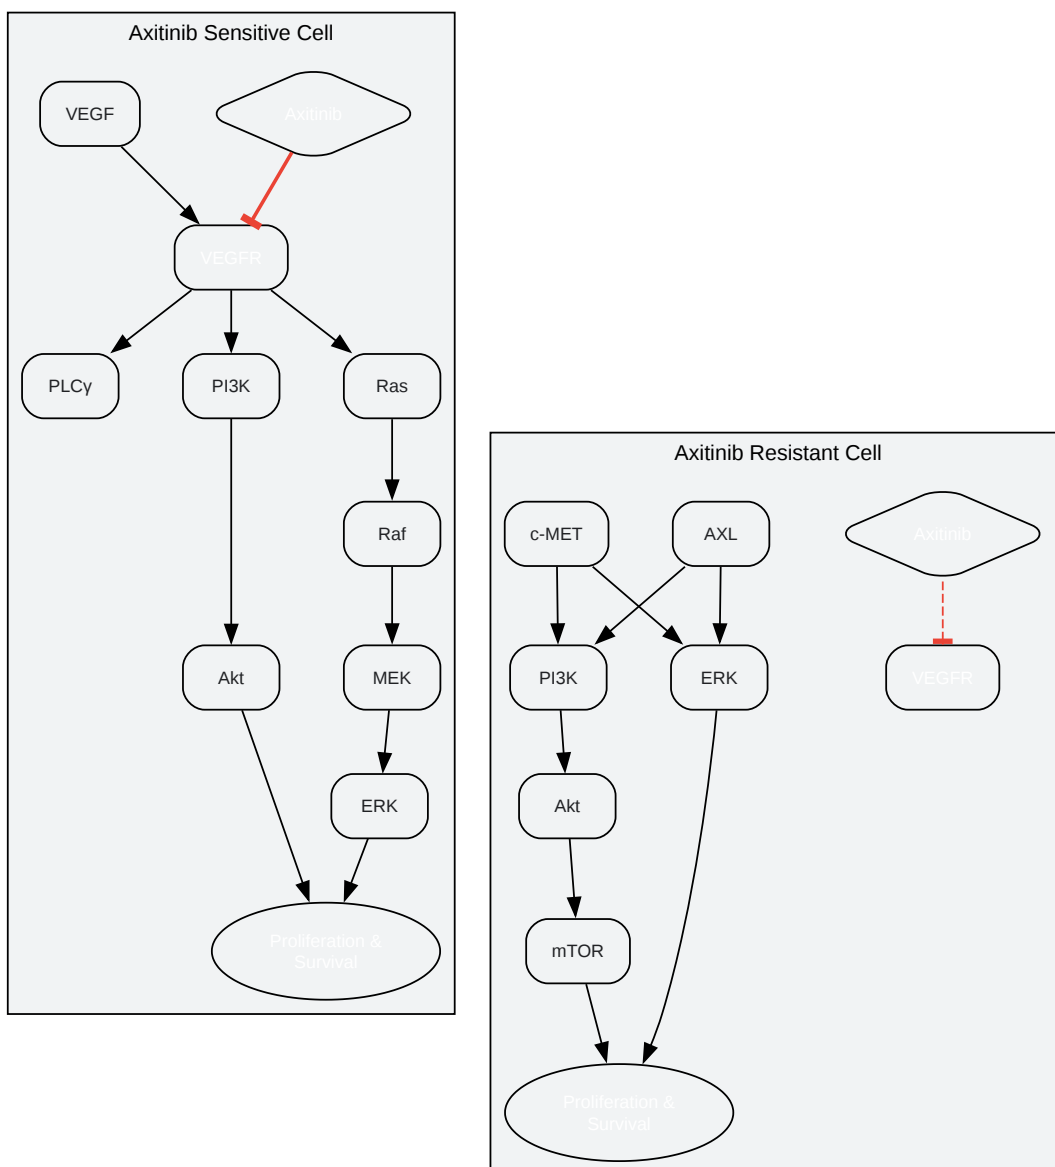 Axitinib Sensitive Cell
VEGF
Axitinib
VEGFR
PLCγ
PI3K
Ras
Raf
Akt
MEK
ERK
Proliferation &
Survival
Axitinib Resistant Cell
c-MET
AXL
Axitinib
PI3K
ERK
VEGFR
Akt
mTOR
Proliferation &
Survival